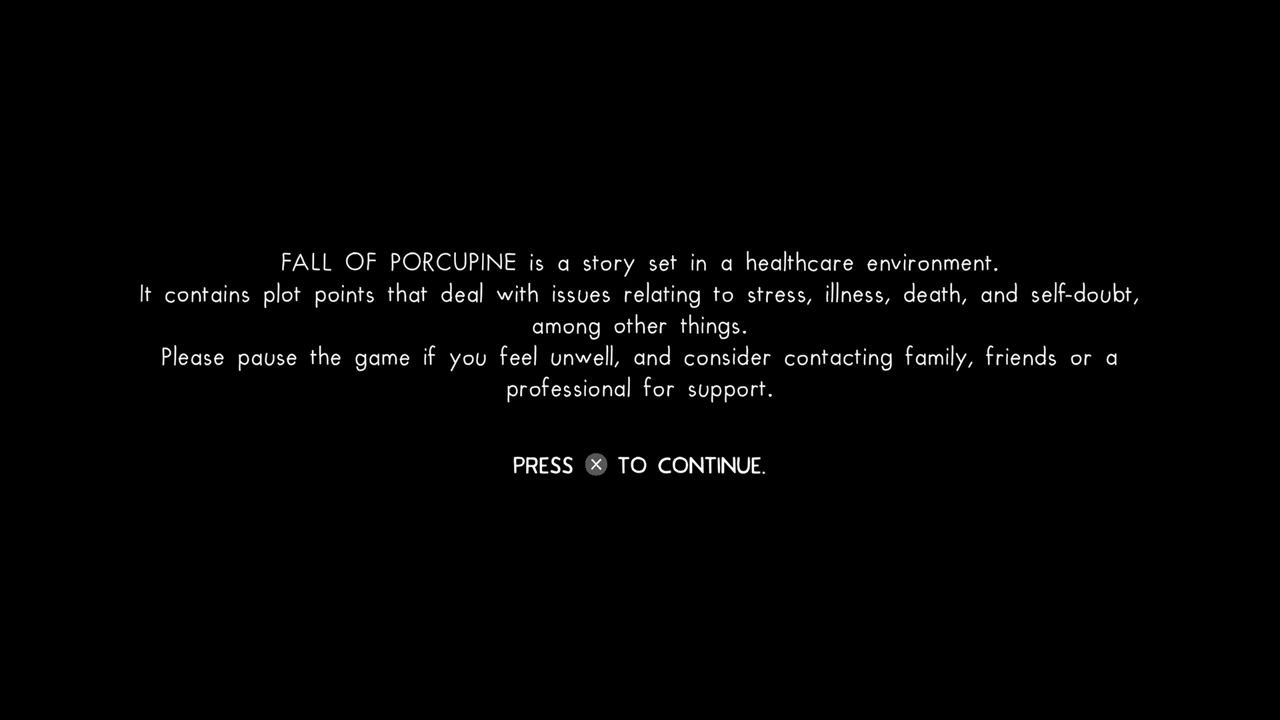 FALL OF PORCUPINE is a story set in a healthcare environment.
It contains plot points that deal with issues relating to stress, illness, death, and self-doubt,
among other things.
Please pause the game if you feel unwell, and consider contacting family, friends or a
professional for support.
PRESS ⊗ TO CONTINUE.